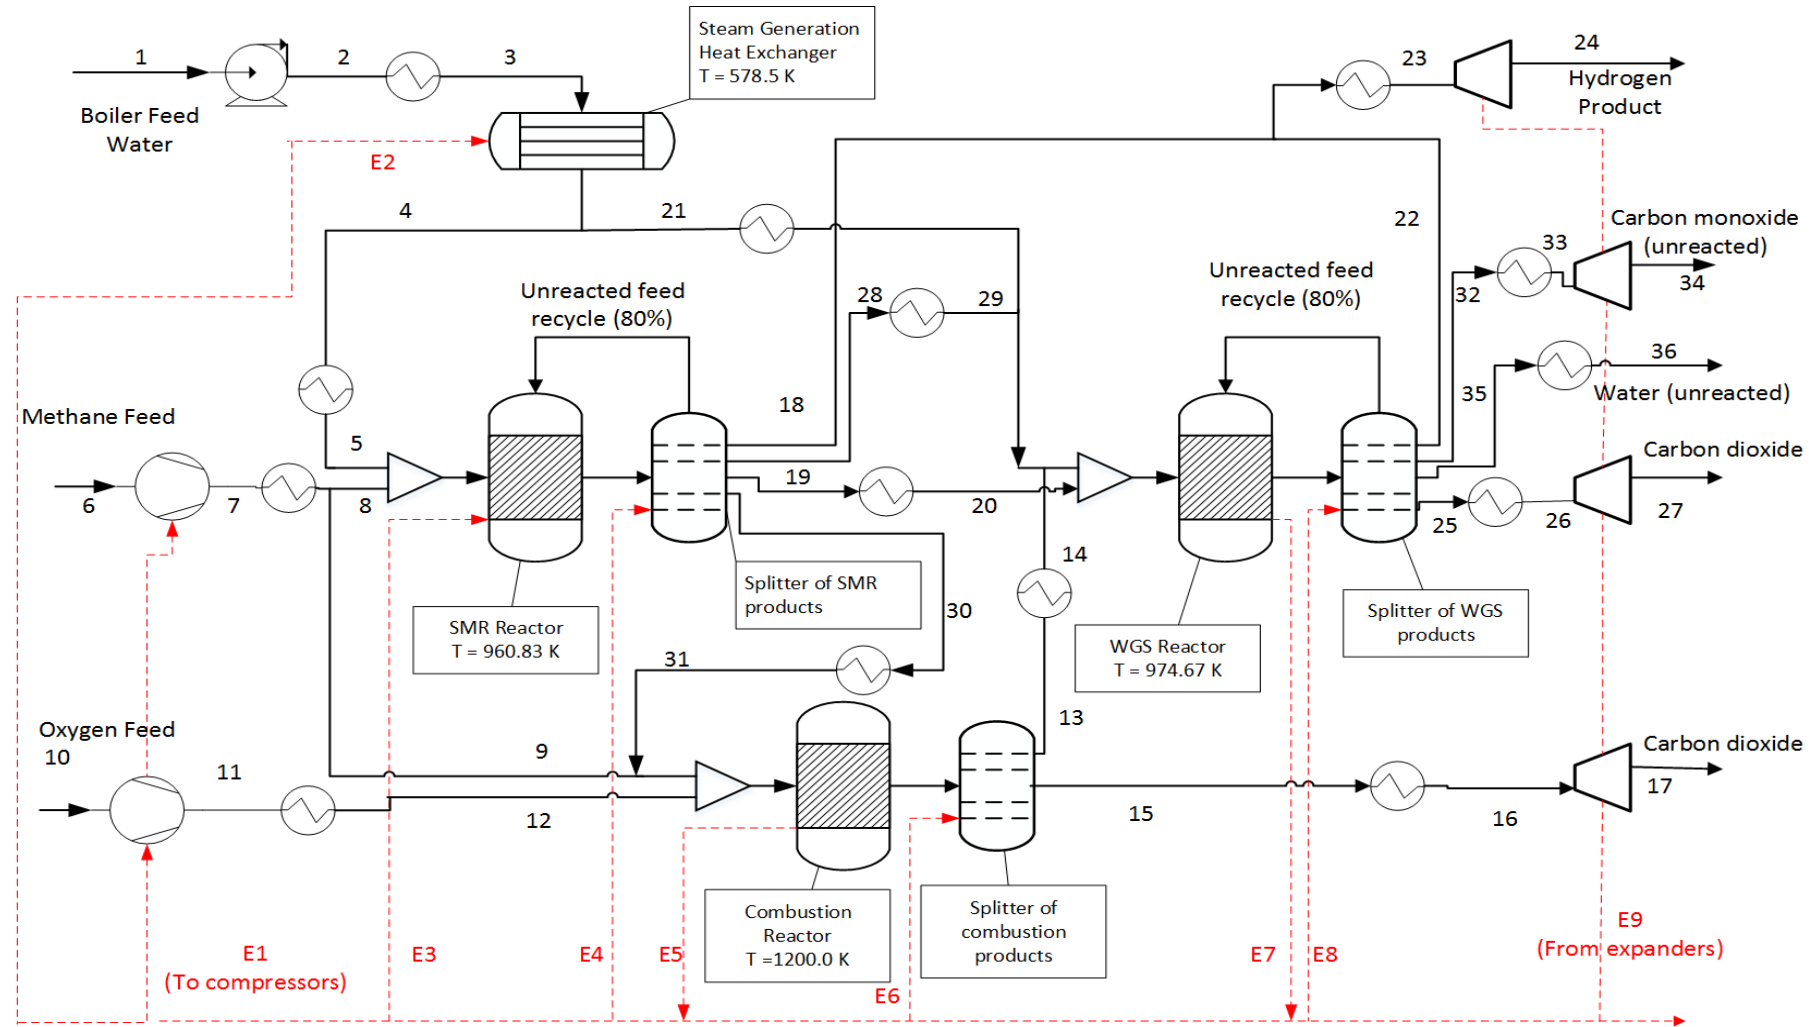 Steam Generation
Heat Exchanger
T = 578.5 K
1
2
3
23
24
Hydrogen
Product
Boiler Feed
Water
E2
4
21
22
Carbon monoxide
(unreacted)
33
34
32
Unreacted feed
recycle (80%)
28
29
Unreacted feed
recycle (80%)
36
35
Water (unreacted)
Methane Feed
18
5
6
7
8
19
20
Carbon dioxide
25
26
27
14
Splitter of SMR
products
30
SMR Reactor
T = 960.83 K
WGS Reactor
T = 974.67 K
Splitter of WGS
products
31
13
Oxygen Feed
10
11
9
12
15
16
Carbon dioxide
17
Combustion
Reactor
T =1200.0 K
Splitter of
combustion
products
E1
(To compressors)
E3
E4
E5
E6
E7
E8
E9
(From expanders)